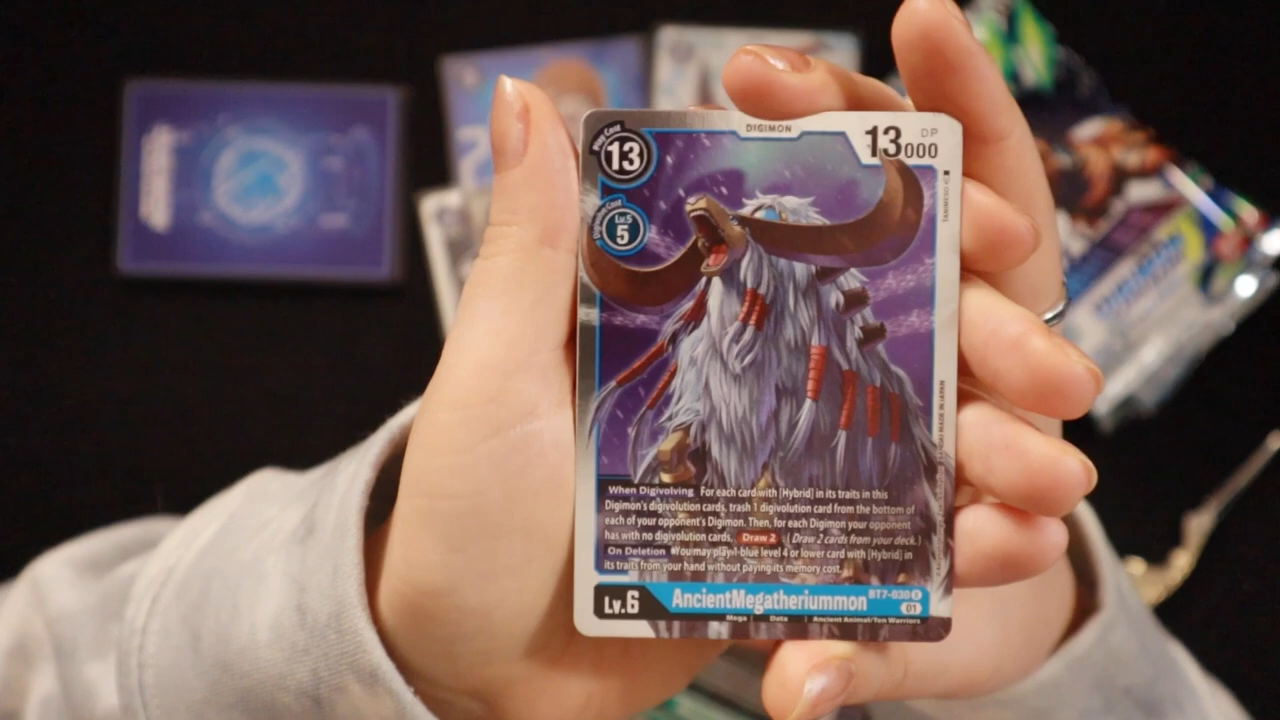 DIGIMON
Play Cost
13
13000
DP
Digivolve Cost
Lv.5
5
When Digivolving For each card with [Hybrid] in its traits in this
Digimon's digivolution cards, trash 1 digivolution card from the bottom of
each of your opponent's Digimon. Then, for each Digimon your opponent
has with no digivolution cards, Draw 2 (Draw 2 cards from your deck.)
On Deletion You may play 1 blue level 4 or lower card with [Hybrid] in
its traits from your hand without paying its memory cost.
Lv.6
AncientMegatheriummon
BT7-030 R
01
Mega | Data | Ancient Animal/Ten Warriors
MADE IN JAPAN